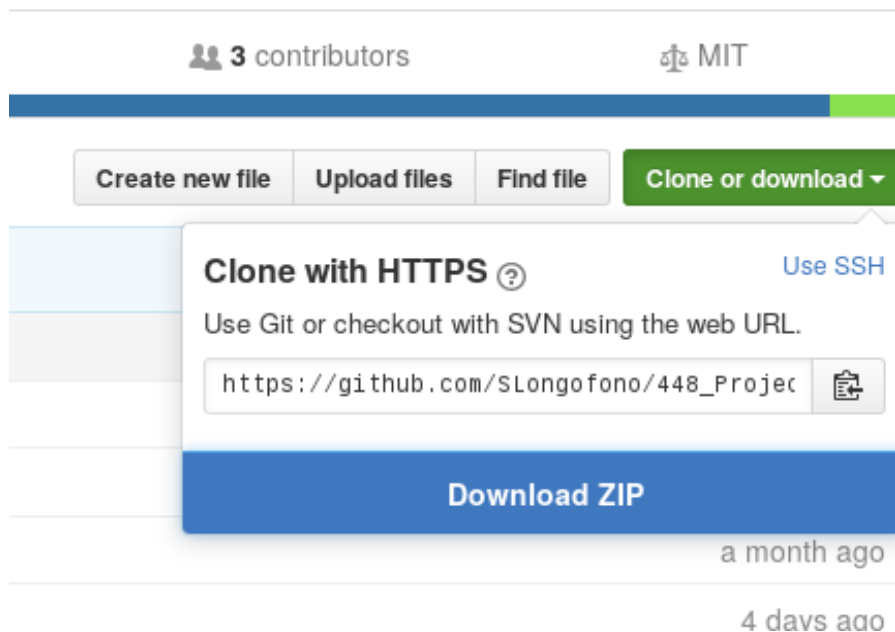 3 contributors MIT
Create new file Upload files Find file Clone or download
Clone with HTTPS ? Use SSH
Use Git or checkout with SVN using the web URL.
https://github.com/SLongofono/448_Projec
Download ZIP
a month ago
4 days ago